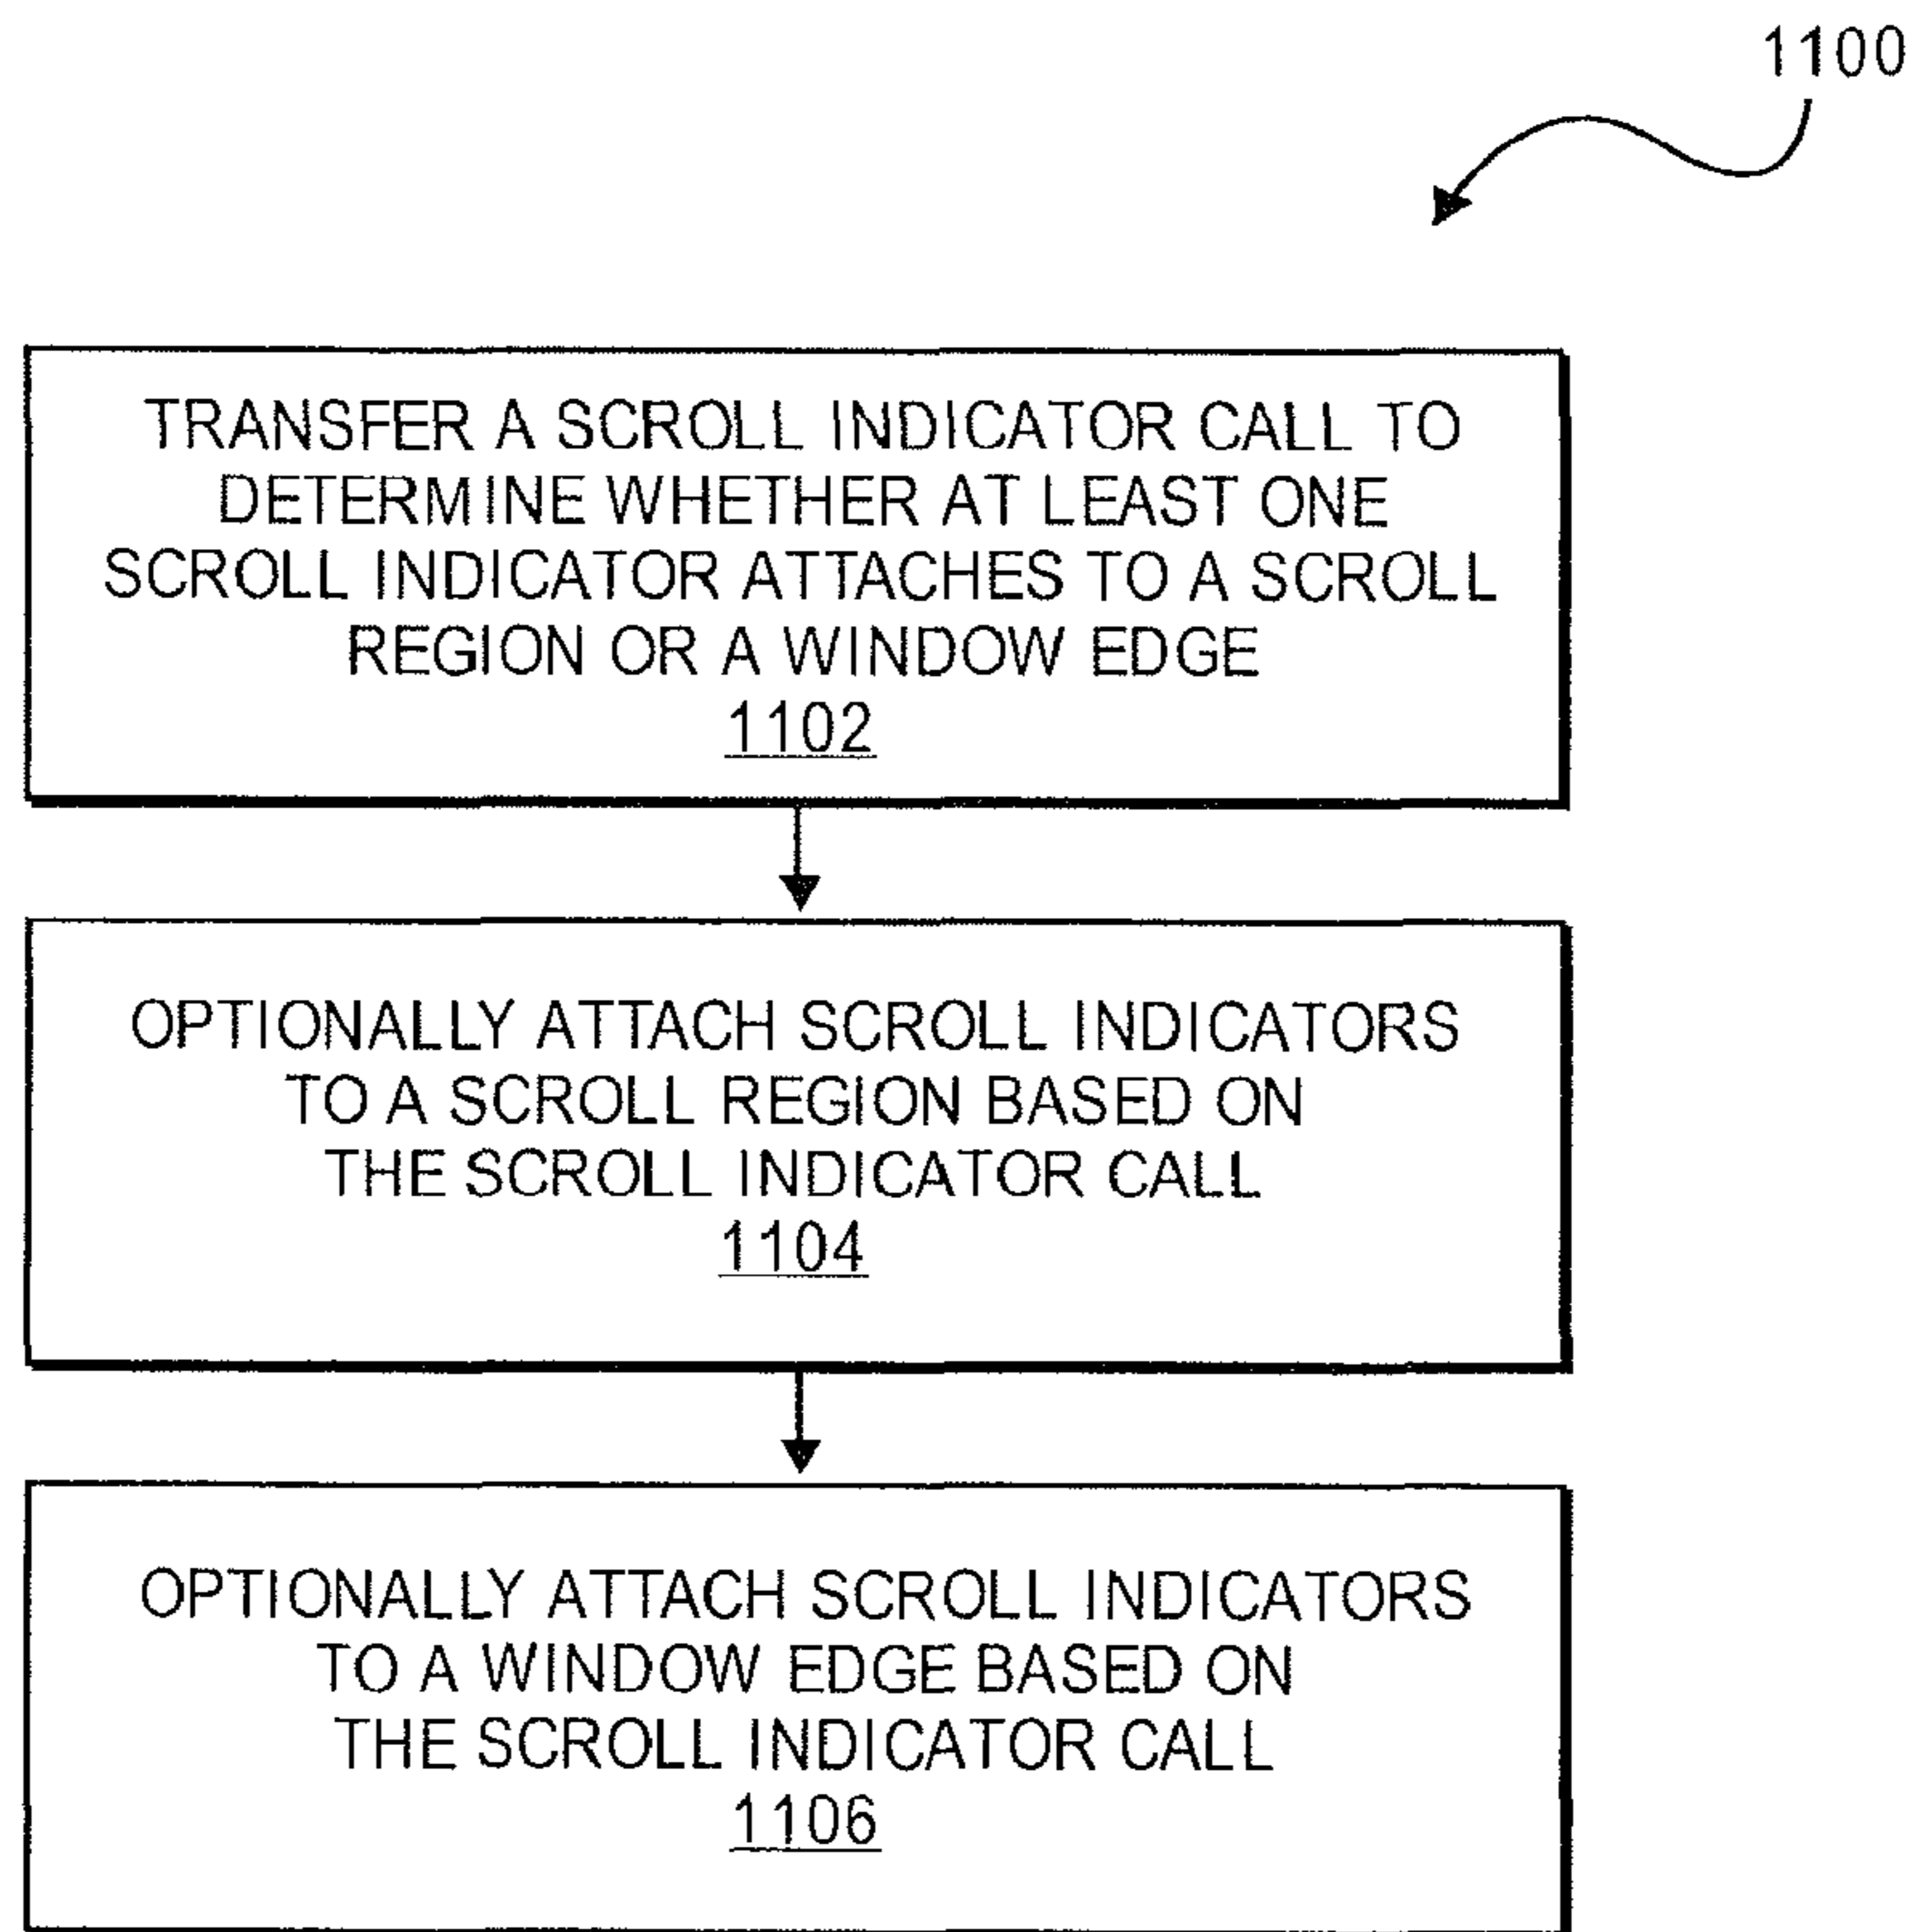 1100
TRANSFER A SCROLL INDICATOR CALL TO
DETERMINE WHETHER AT LEAST ONE
SCROLL INDICATOR ATTACHES TO A SCROLL
REGION OR A WINDOW EDGE
1102
OPTIONALLY ATTACH SCROLL INDICATORS
TO A SCROLL REGION BASED ON
THE SCROLL INDICATOR CALL
1104
OPTIONALLY ATTACH SCROLL INDICATORS
TO A WINDOW EDGE BASED ON
THE SCROLL INDICATOR CALL
1106